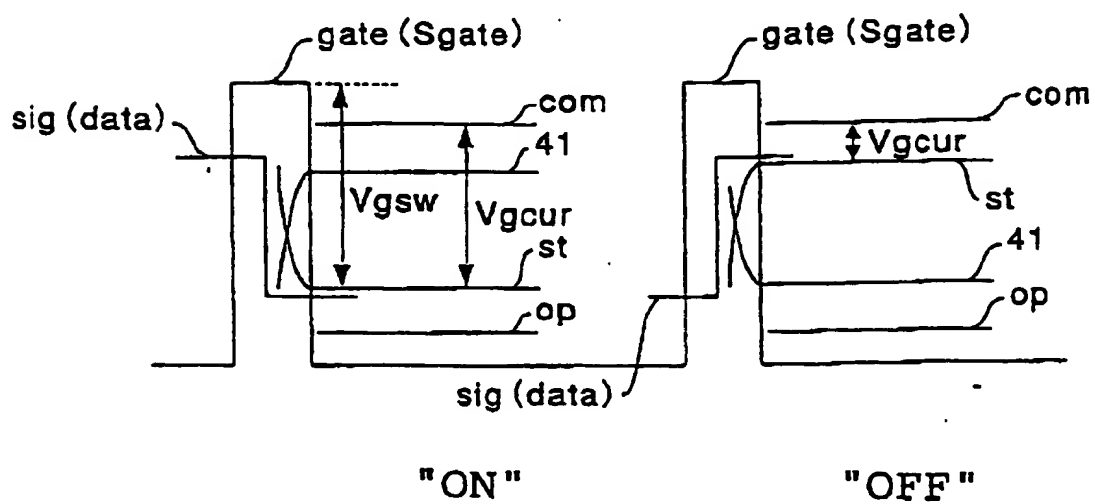 gate (Sgate)
gate (Sgate)
com
com
sig (data)
41
Vgcur
Vgsw
Vgcur
st
st
41
op
op
sig (data)
"ON"
"OFF"